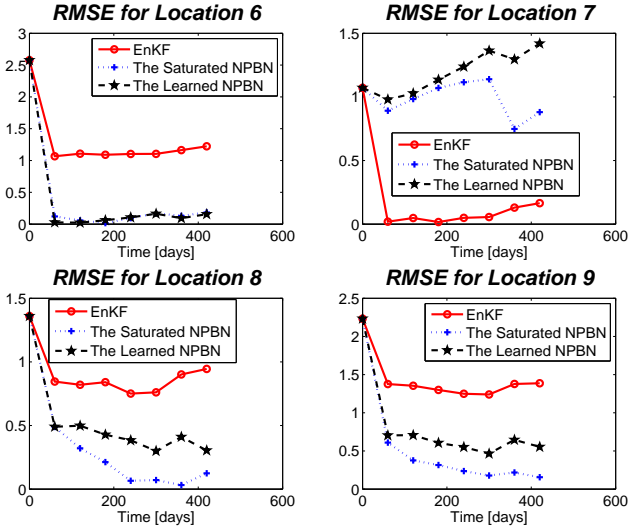 RMSE for Location 6
3
2.5
2
1.5
1
0.5
0
0 200 400 600
Time [days]
EnKF
The Saturated NPBN
The Learned NPBN
RMSE for Location 7
1.5
1
0.5
0
0 200 400 600
Time [days]
EnKF
The Saturated NPBN
The Learned NPBN
RMSE for Location 8
1.5
1
0.5
0
0 200 400 600
Time [days]
EnKF
The Saturated NPBN
The Learned NPBN
RMSE for Location 9
2.5
2
1.5
1
0.5
0
0 200 400 600
Time [days]
EnKF
The Saturated NPBN
The Learned NPBN